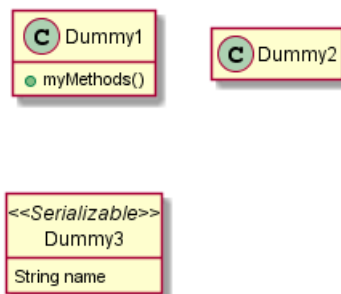 C Dummy1
myMethods()
C Dummy2
<<Serializable>>
Dummy3
String name